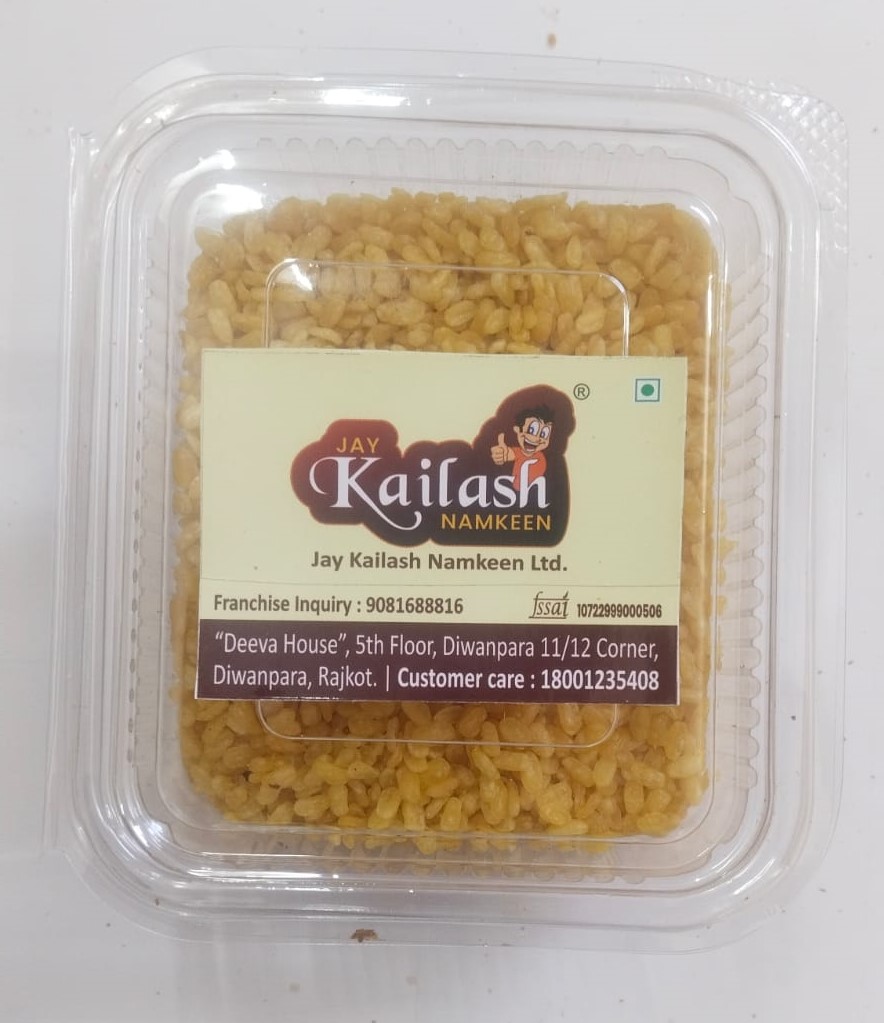 ®
JAY
Kailash
NAMKEEN
Jay Kailash Namkeen Ltd.
Franchise Inquiry : 9081688816 fssai 10722999000506
“Deeva House”, 5th Floor, Diwanpara 11/12 Corner,
Diwanpara, Rajkot. | Customer care : 18001235408